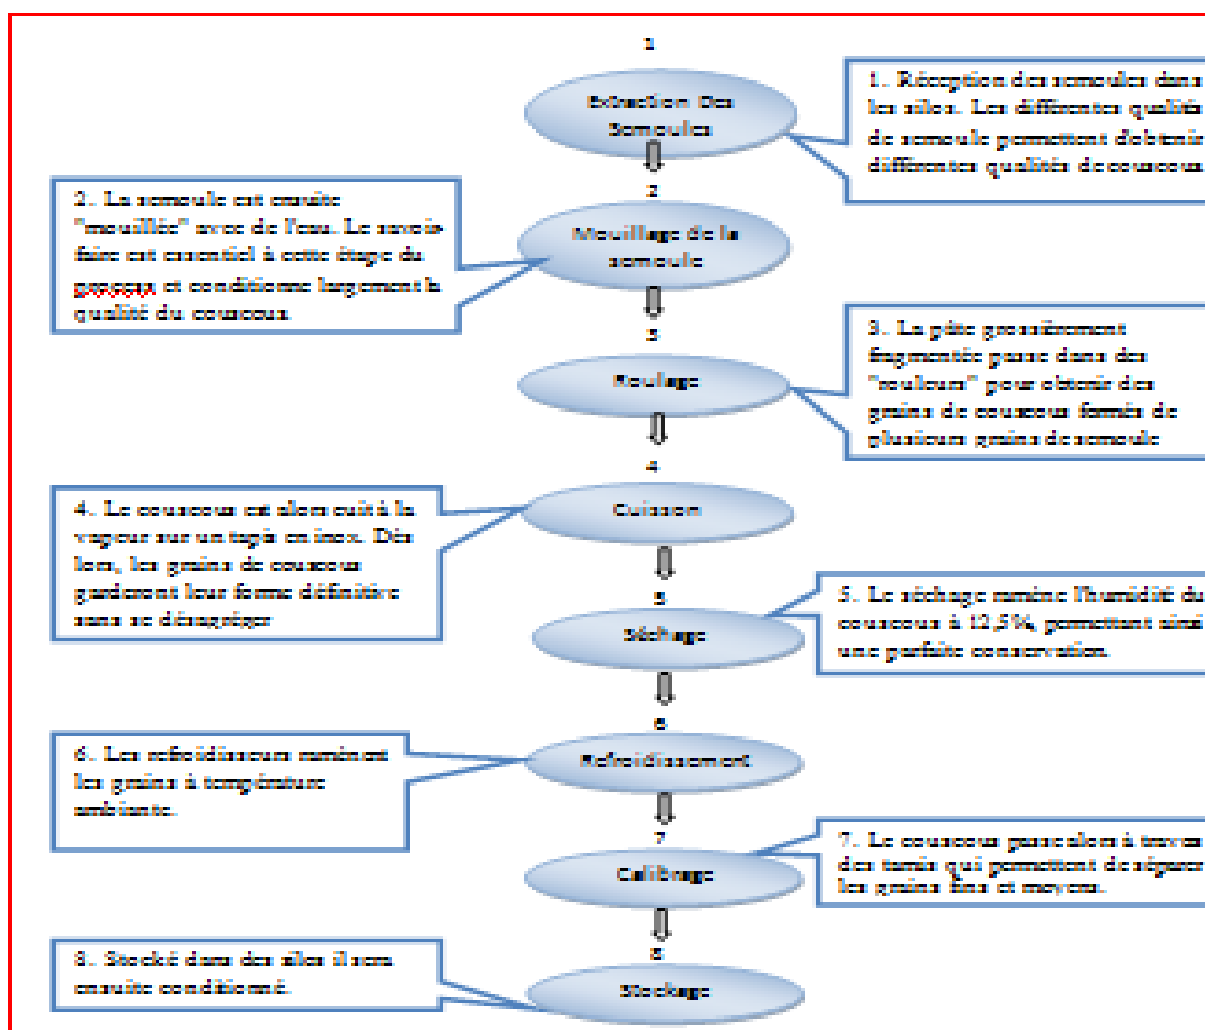 1
Extraction Des
Semoules
1. Réception des semoules dans
les silos. Les différentes qualités
de semoule permettent d'obtenir
différentes qualités de couscous
2
Mouillage de la
semoule
2. La semoule est ensuite
"mouillée" avec de l'eau. Le savoir-
faire est essentiel à cette étape du
et conditionne largement la
qualité du couscous.
3
Roulage
3. La pâte grossièrement
fragmentée passe dans des
"rouleurs" pour obtenir des
grains de couscous formés de
plusieurs grains de semoule
4
Cuisson
4. Le couscous est alors cuit à la
vapeur sur un tapis en inox. Dès
lors, les grains de couscous
garderont leur forme définitive
sans se désagréger
5
Séchage
5. Le séchage ramène l'humidité du
couscous à 12,5%, permettant ainsi
une parfaite conservation.
6
Refroidissement
6. Les refroidisseurs ramènent
les grains à température
ambiante.
7
Calibrage
7. Le couscous passe alors à travers
des tamis qui permettent de séparer
les grains fins et moyens.
8
Stockage
8. Stocké dans des silos il sera
ensuite conditionné.